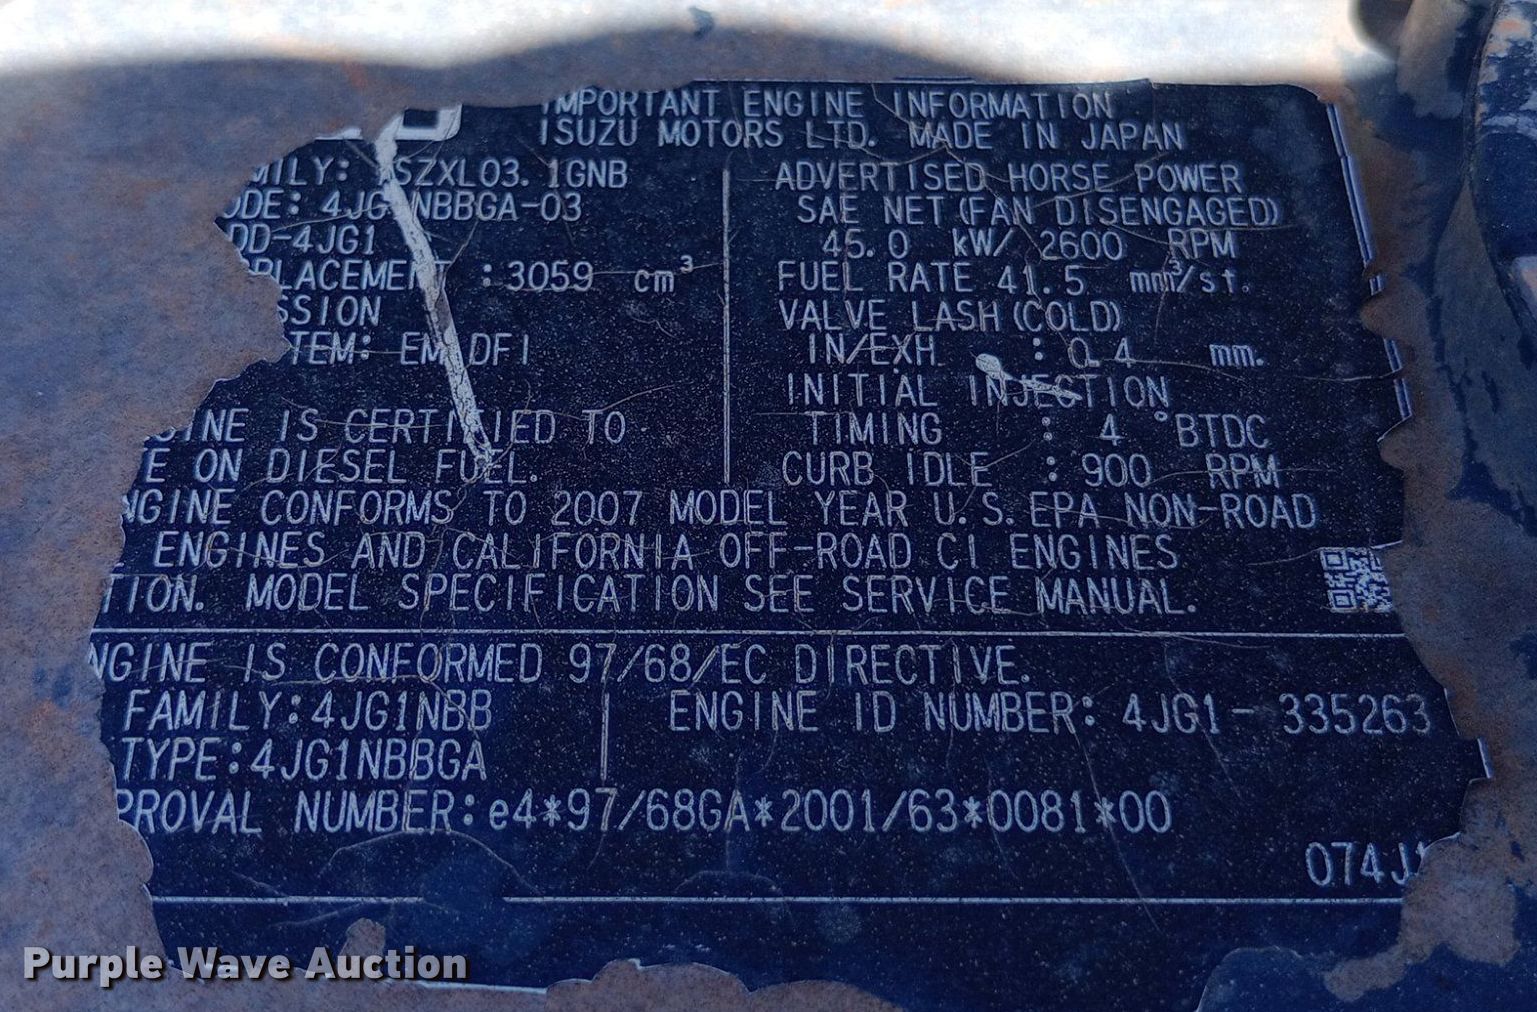 IMPORTANT ENGINE INFORMATION
ISUZU MOTORS LTD. MADE IN JAPAN
MILY: SZXL03.1GNB
ODE: 4JG1NBBGA-03
DD-4JG1
PLACEMENT :3059 cm³
SSION
TEM: EM, DFI
ADVERTISED HORSE POWER
SAE NET (FAN DISENGAGED)
45.0 kW/ 2600 RPM
FUEL RATE 41.5 mm³/st.
VALVE LASH (COLD)
IN/EXH : 0.4 mm.
INITIAL INJECTION
TIMING : 4 °BTDC
CURB IDLE : 900 RPM
GINE IS CERTIFIED TO
E ON DIESEL FUEL.
NGINE CONFORMS TO 2007 MODEL YEAR U.S. EPA NON-ROAD
E ENGINES AND CALIFORNIA OFF-ROAD CI ENGINES
TION. MODEL SPECIFICATION SEE SERVICE MANUAL.
NGINE IS CONFORMED 97/68/EC DIRECTIVE.
FAMILY:4JG1NBB
TYPE:4JG1NBBGA
ENGINE ID NUMBER: 4JG1- 335263
PROVAL NUMBER:e4*97/68GA*2001/63*0081*00
074J1
Purple Wave Auction